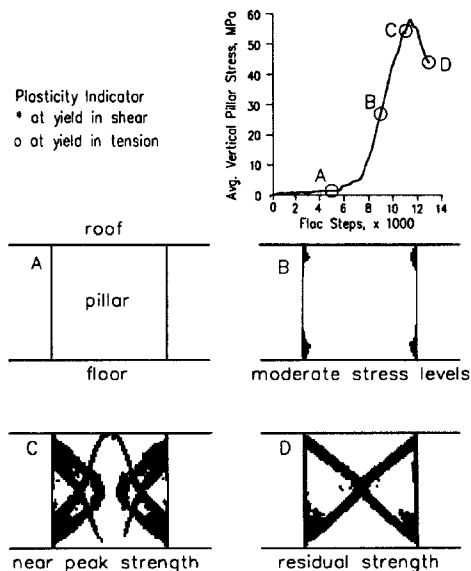 Plasticity Indicator
* at yield in shear
o at yield in tension
Avg. Vertical Pillar Stress, MPa
60
50
40
30
20
10
0
A
B
C
D
0 2 4 6 8 10 12 14
Flac Steps, x 1000
roof
A
pillar
floor
B
moderate stress levels
C
near peak strength
D
residual strength